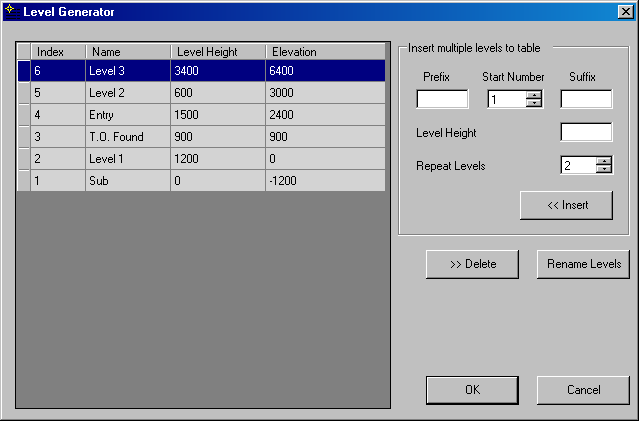 Level Generator
Index Name Level Height Elevation
6 Level 3 3400 6400
5 Level 2 600 3000
4 Entry 1500 2400
3 T.O. Found 900 900
2 Level 1 1200 0
1 Sub 0 -1200
Insert multiple levels to table
Prefix Start Number Suffix
1
Level Height
Repeat Levels 2
<< Insert
>> Delete Rename Levels
OK Cancel